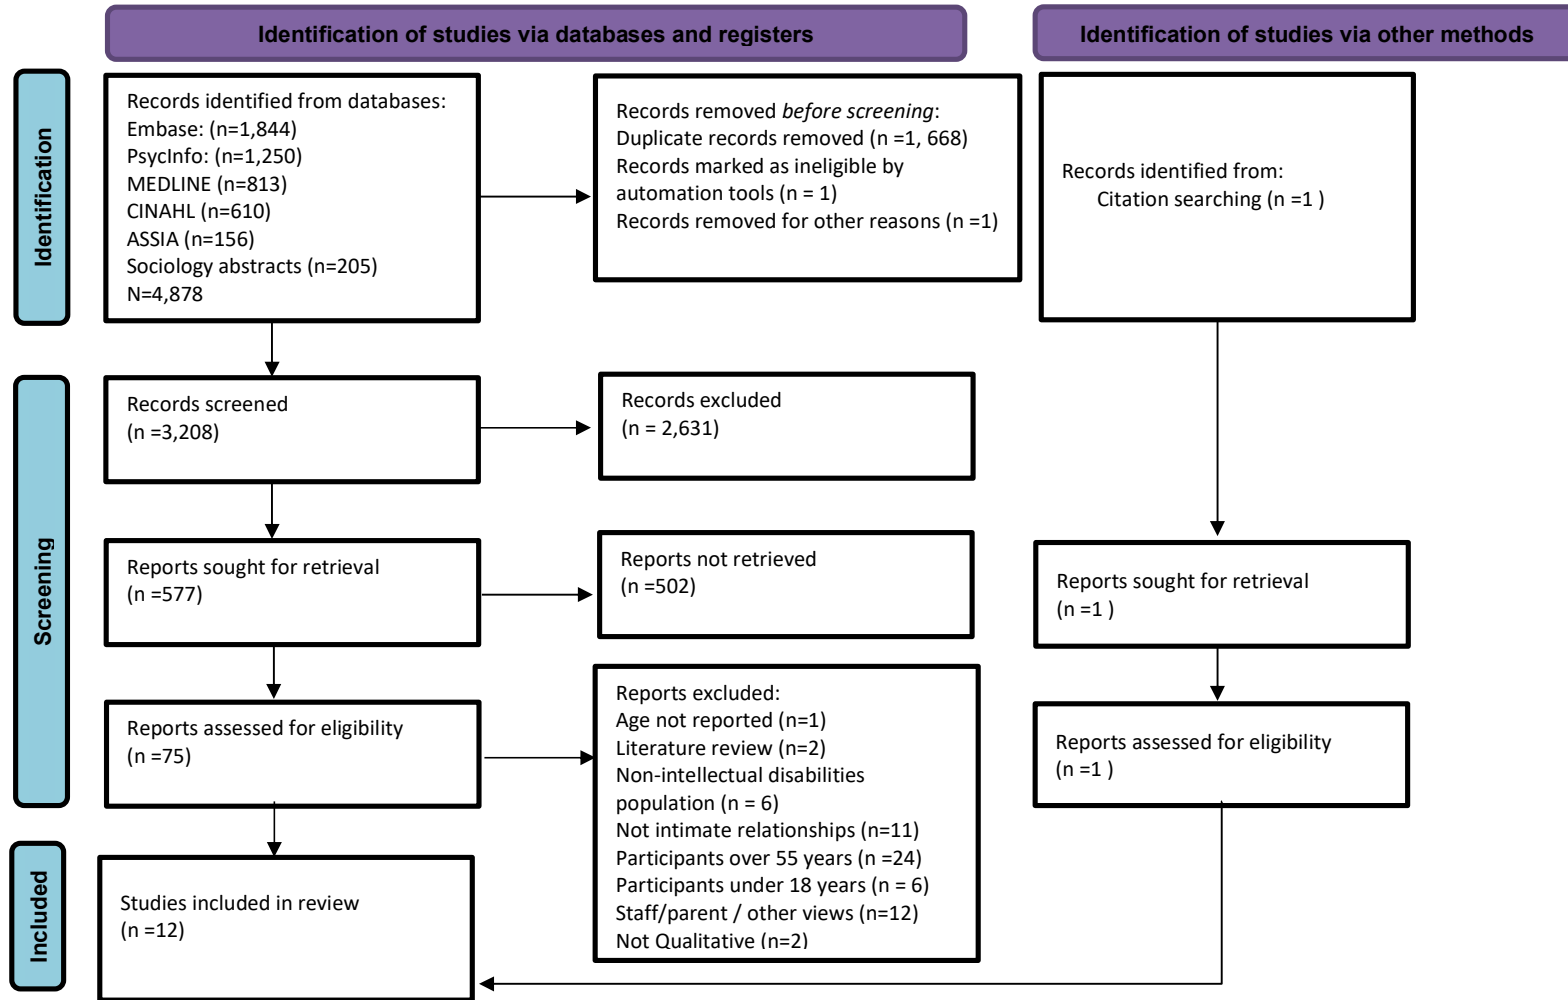 Identification of studies via databases and registers
Identification of studies via other methods
Identification
Records identified from databases:
Embase: (n=1,844)
PsycInfo: (n=1,250)
MEDLINE (n=813)
CINAHL (n=610)
ASSIA (n=156)
Sociology abstracts (n=205)
N=4,878
Records removed before screening:
Duplicate records removed (n =1, 668)
Records marked as ineligible by
automation tools (n = 1)
Records removed for other reasons (n =1)
Records identified from:
Citation searching (n =1 )
Screening
Records screened
(n =3,208)
Records excluded
(n = 2,631)
Reports sought for retrieval
(n =577)
Reports not retrieved
(n =502)
Reports sought for retrieval
(n =1 )
Reports assessed for eligibility
(n =75)
Reports excluded:
Age not reported (n=1)
Literature review (n=2)
Non-intellectual disabilities
population (n = 6)
Not intimate relationships (n=11)
Participants over 55 years (n =24)
Participants under 18 years (n = 6)
Staff/parent / other views (n=12)
Not Qualitative (n=2)
Reports assessed for eligibility
(n =1 )
Included
Studies included in review
(n =12)